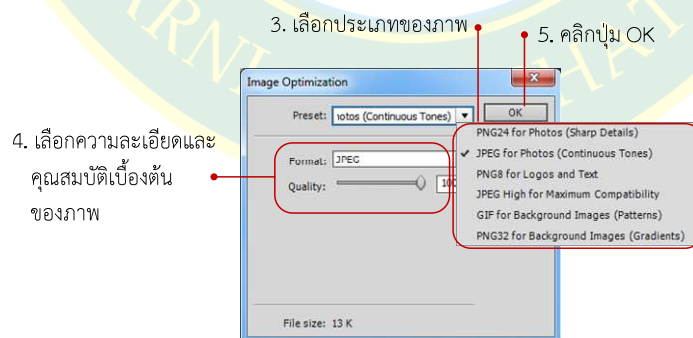 3. เลือกประเภทของภาพ
5. คลิกปุ่ม OK
Image Optimization
Preset: hotos (Continuous Tones)
OK
PNG24 for Photos (Sharp Details)
✓ JPEG for Photos (Continuous Tones)
PNG8 for Logos and Text
JPEG High for Maximum Compatibility
GIF for Background Images (Patterns)
PNG32 for Background Images (Gradients)
4. เลือกความละเอียดและ
คุณสมบัติเบื้องต้น
ของภาพ
Format: JPEG
Quality:
File size: 13 K